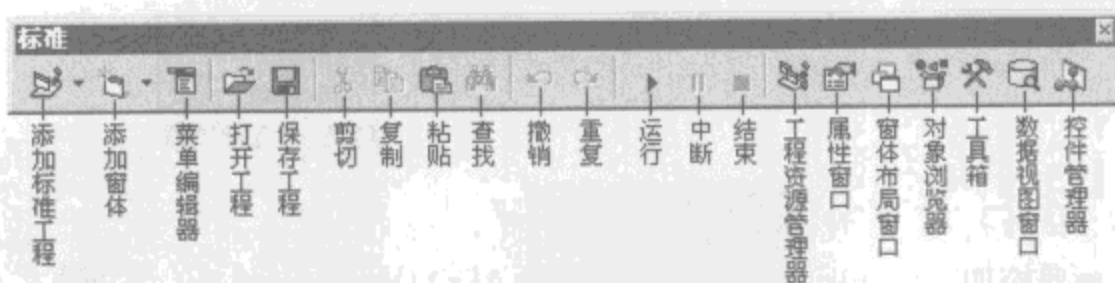 标准
添加标准工程
添加窗体
菜单编辑器
打开工程
保存工程
剪切
复制
粘贴
查找
撤销
重复
运行
中断
结束
工程资源管理器
属性窗口
窗体布局窗口
对象浏览器
工具箱
数据视图窗口
控件管理器